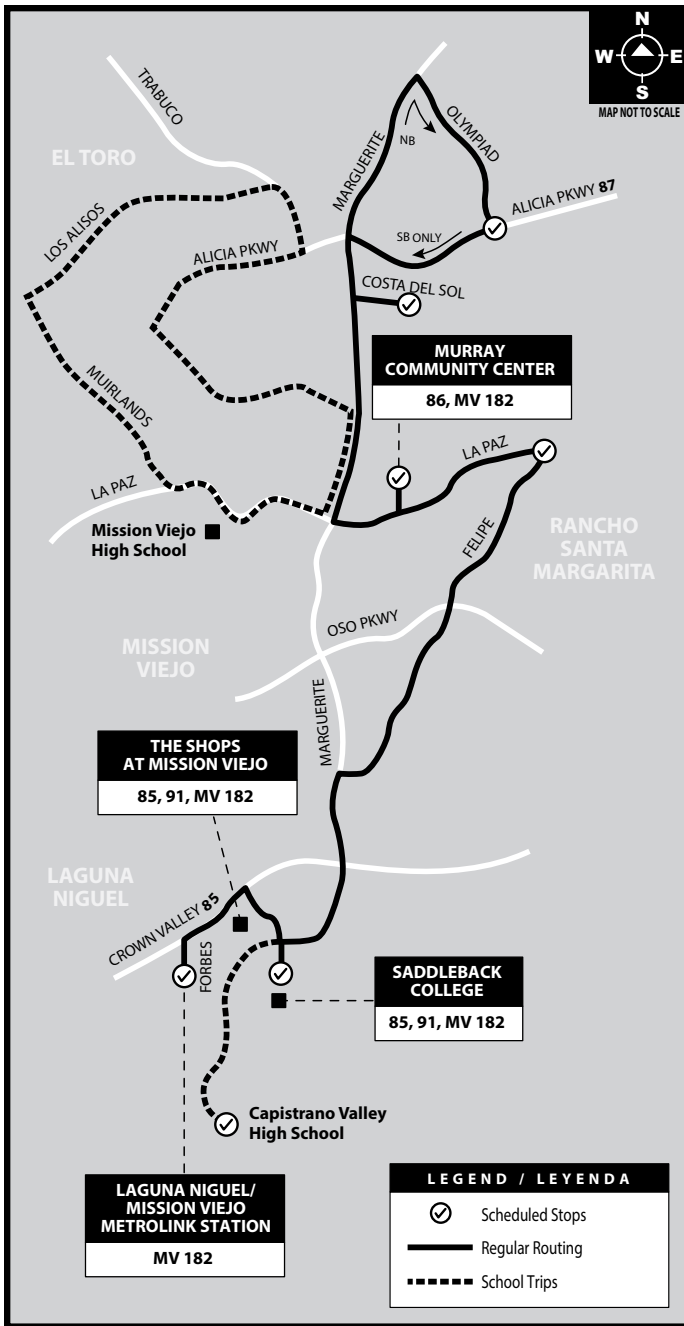 N
W E
S
MAP NOT TO SCALE
TRABUCO
EL TORO
MARGUERITE
NB
OLYMPIAD
LOS ALISOS
ALICIA PKWY
SB ONLY
ALICIA PKWY 87
COSTA DEL SOL
MURRAY
COMMUNITY CENTER
86, MV 182
MUIRLANDS
LA PAZ
LA PAZ
Mission Viejo
High School
FELIPE
RANCHO
SANTA
MARGARITA
OSO PKWY
MISSION
VIEJO
MARGUERITE
THE SHOPS
AT MISSION VIEJO
85, 91, MV 182
LAGUNA
NIGUEL
CROWN VALLEY 85
FORBES
SADDLEBACK
COLLEGE
85, 91, MV 182
Capistrano Valley
High School
LAGUNA NIGUEL/
MISSION VIEJO
METROLINK STATION
MV 182
LEGEND / LEYENDA
Scheduled Stops
Regular Routing
School Trips